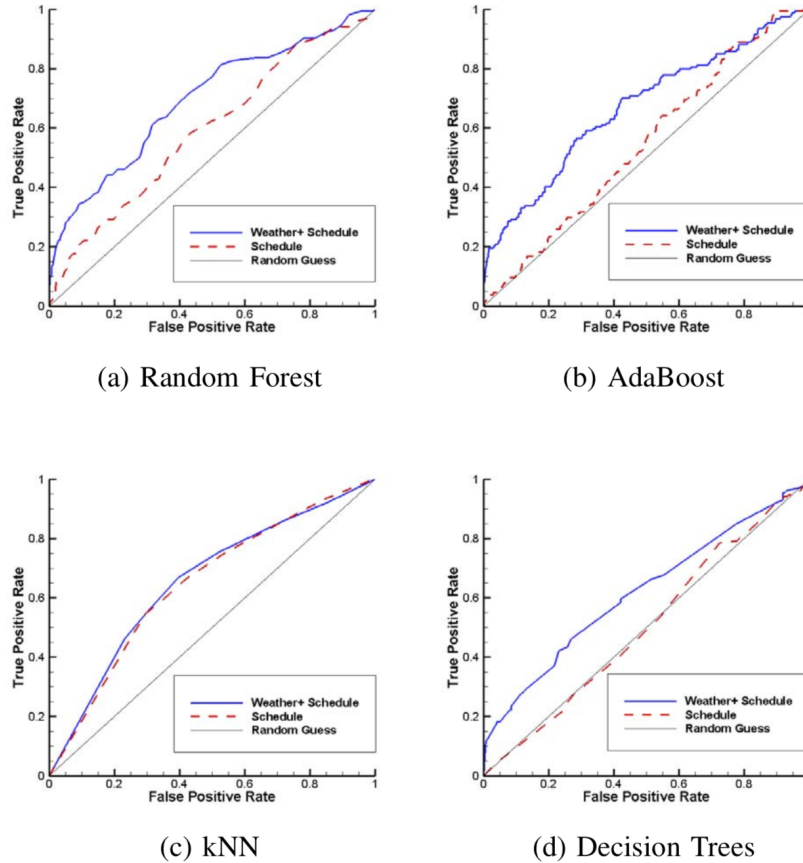 1
0.8
0.6
0.4
0.2
0
True Positive Rate
0.2
0.4
0.6
0.8
1
False Positive Rate
Weather+ Schedule
Schedule
Random Guess
(a) Random Forest
1
0.8
0.6
0.4
0.2
0
True Positive Rate
0
0.2
0.4
0.6
0.8
False Positive Rate
Weather+ Schedule
Schedule
Random Guess
(b) AdaBoost
1
0.8
0.6
0.4
0.2
0
True Positive Rate
0
0.2
0.4
0.6
0.8
1
False Positive Rate
Weather+ Schedule
Schedule
Random Guess
(c) kNN
1
0.8
0.6
0.4
0.2
0
True Positive Rate
0
0.2
0.4
0.6
0.8
False Positive Rate
Weather+ Schedule
Schedule
Random Guess
(d) Decision Trees